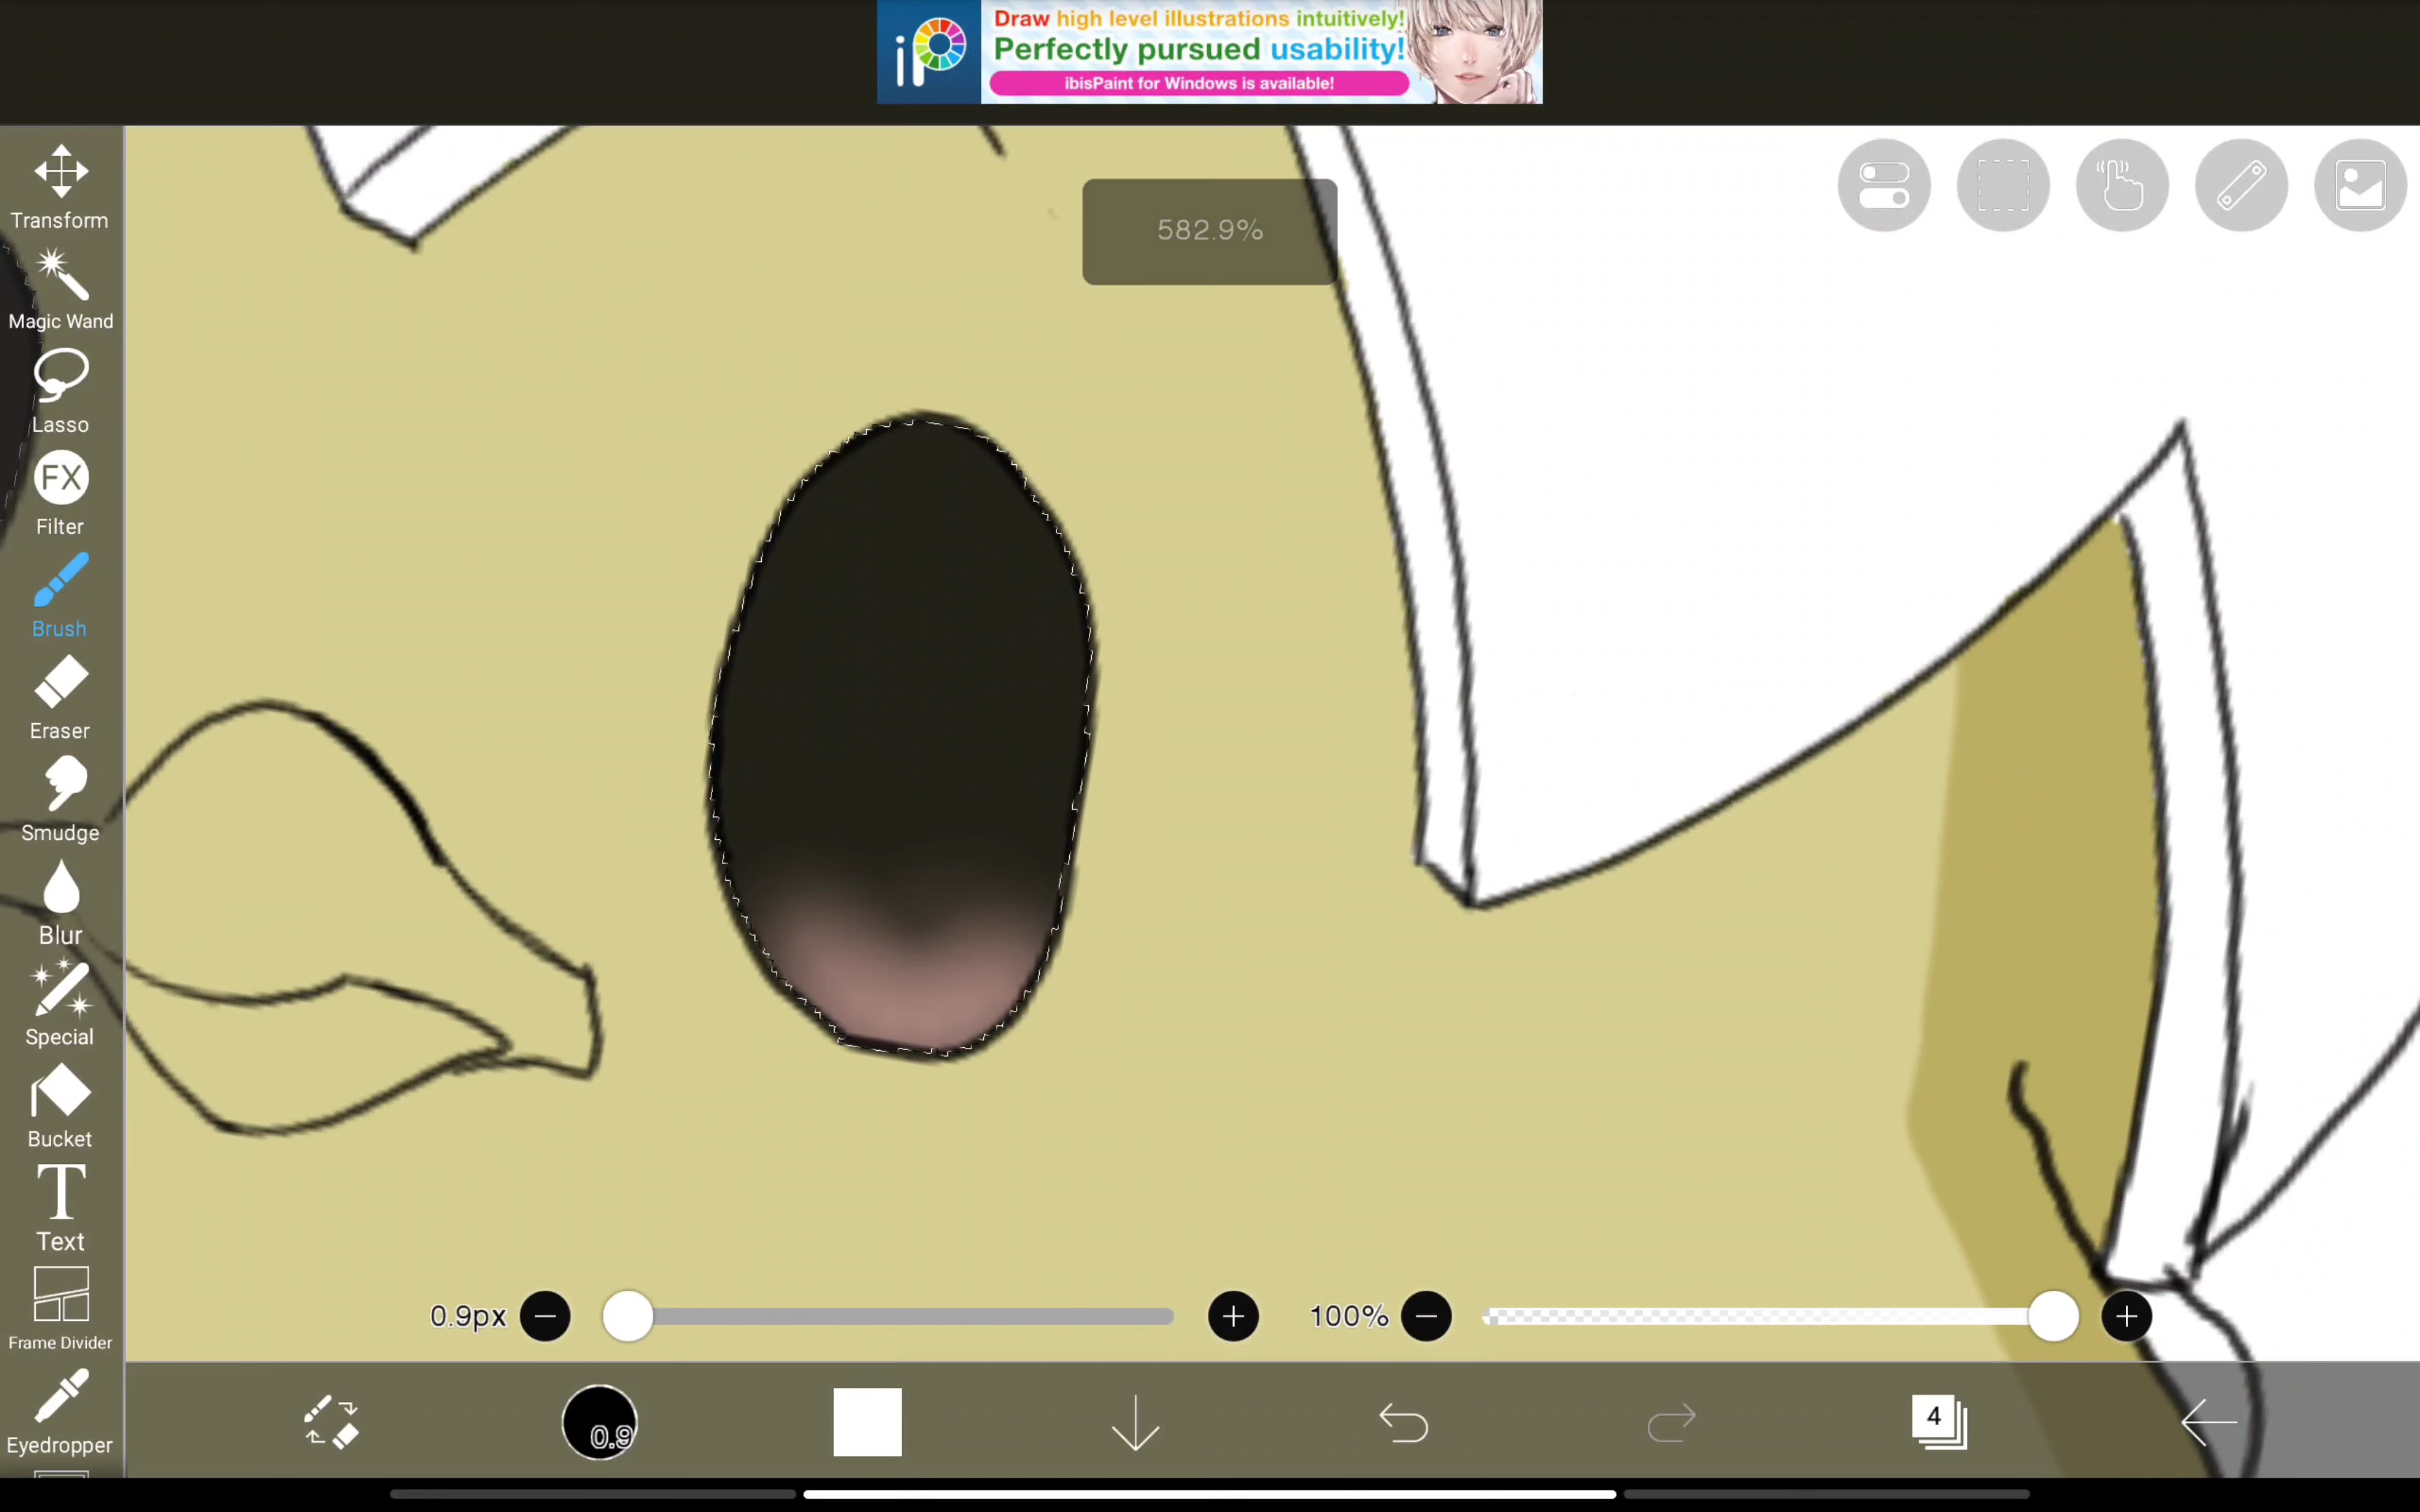 iP
Draw high level illustrations intuitively!
Perfectly pursued usability!
ibisPaint for Windows is available!
582.9%
Transform
Magic Wand
Lasso
FX
Filter
Brush
Eraser
Smudge
Blur
Special
Bucket
T
Text
Frame Divider
Eyedropper
0.9px
100%
0.9
4